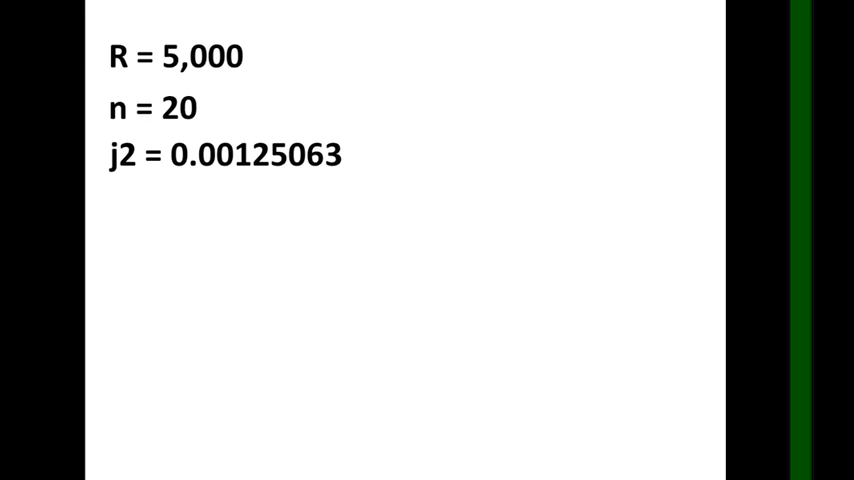 R = 5,000
n = 20
j2 = 0.00125063